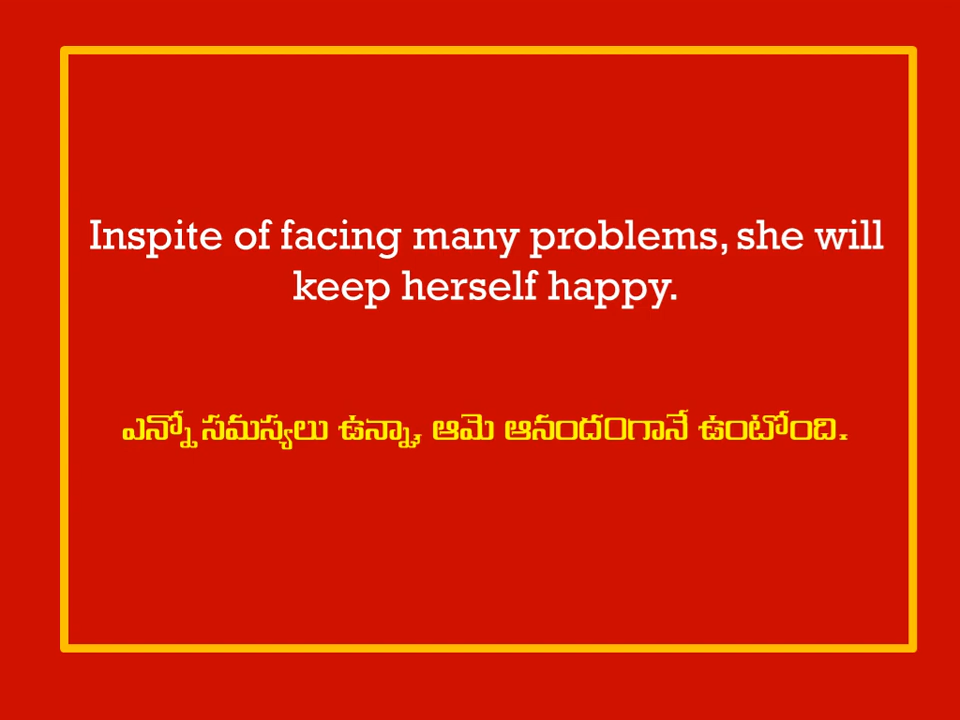 Inspite of facing many problems, she will
keep herself happy.
ఎన్నో సమస్యలు ఉన్నా, ఆమె ఆనందంగానే ఉంటోంది.